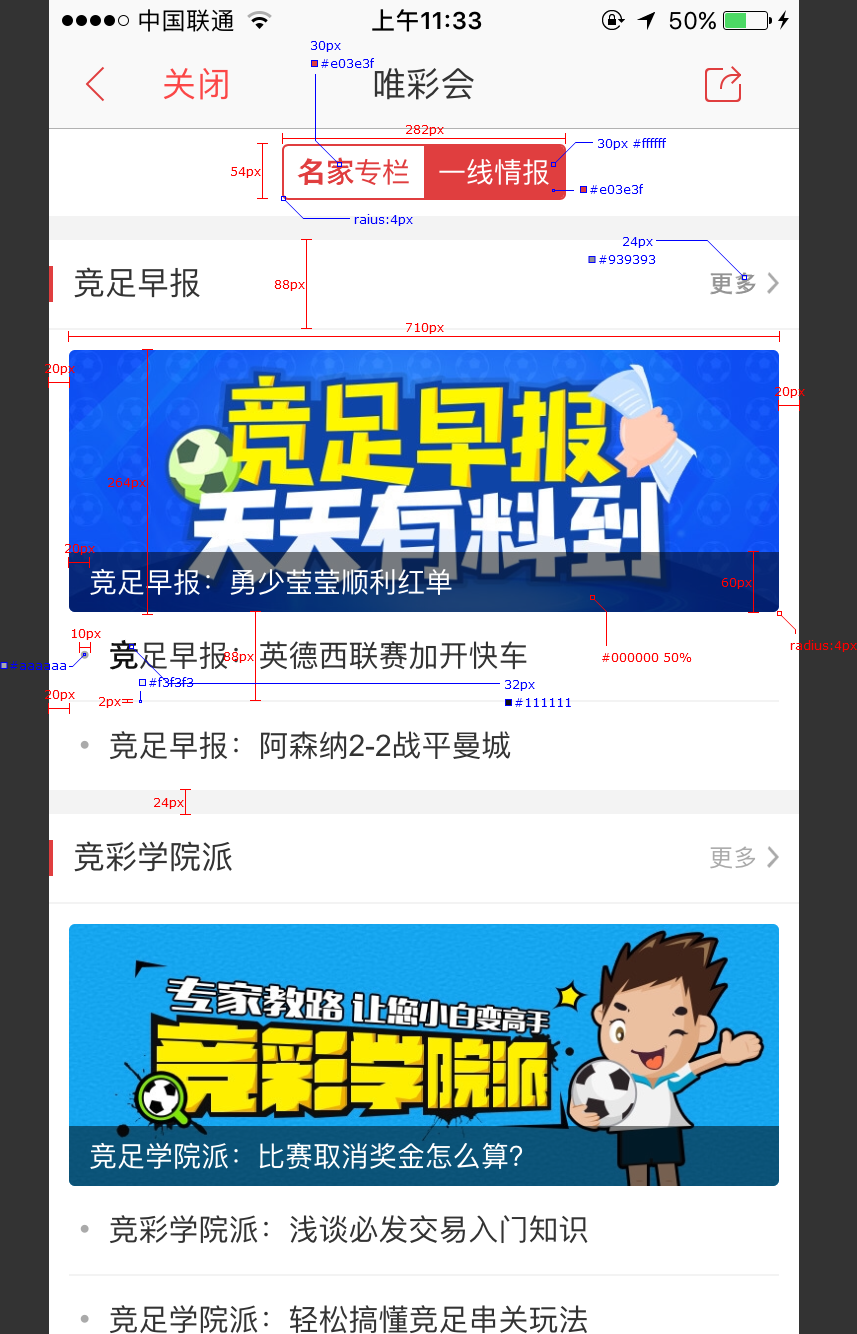 中国联通 上午11:33 50%
30px
#e03e3f
关闭 唯彩会
282px
30px #ffffff
54px 名家专栏 一线情报
#e03e3f
raius:4px
24px
#939393
竞足早报 88px 更多
710px
20px
20px
竞足早报
264px
天天有料到
20px
竞足早报：勇少莹莹顺利红单 60px
10px
radius:4px
#aaaaaa 竞足早报：英德西联赛加开快车 88px #000000 50%
#f3f3f3 32px
20px 2px #111111
竞足早报：阿森纳2-2战平曼城
24px
竞彩学院派 更多
专家教路 让您小白变高手
竞彩学院派
竞足学院派：比赛取消奖金怎么算?
竞彩学院派：浅谈必发交易入门知识
竞足学院派：轻松搞懂竞足串关玩法